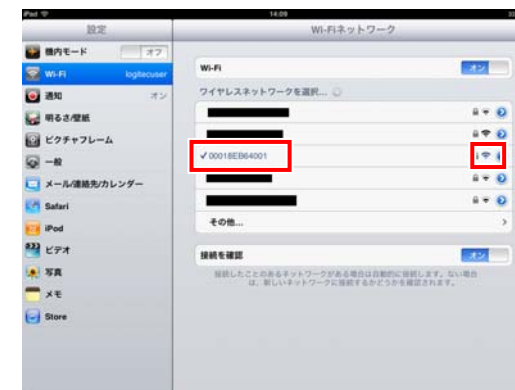 iPad
14:09
設定
Wi-Fiネットワーク
機内モード
オフ
Wi-Fi
logitecuser
通知
オン
明るさ/壁紙
ピクチャフレーム
一般
メール/連絡先/カレンダー
Safari
iPod
ビデオ
写真
メモ
Store
Wi-Fi
オン
ワイヤレスネットワークを選択...
✓ 00018EB64001
その他...
接続を確認
オン
接続したことのあるネットワークがある場合は自動的に接続します。ない場合
は、新しいネットワークに接続するかどうかを確認されます。